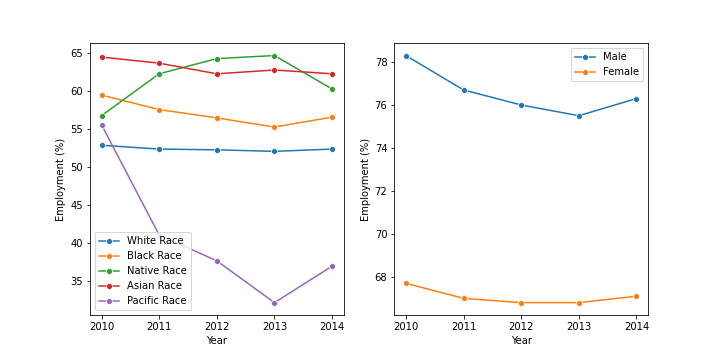 65
60
55
50
45
40
35
Employment (%)
2010 2011 2012 2013 2014
Year
White Race
Black Race
Native Race
Asian Race
Pacific Race
78
76
74
72
70
68
Employment (%)
2010 2011 2012 2013 2014
Year
Male
Female